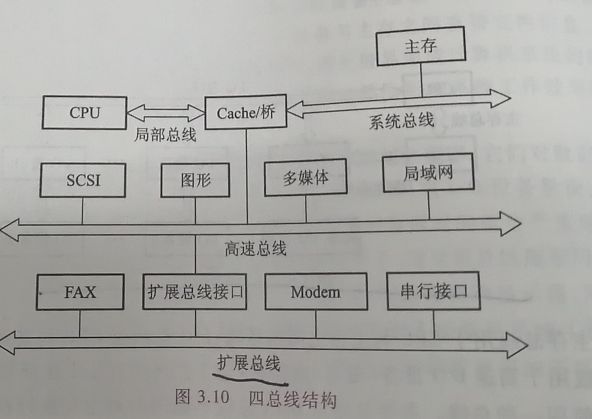 主存
CPU
Cache/桥
局部总线
系统总线
SCSI
图形
多媒体
局域网
高速总线
FAX
扩展总线接口
Modem
串行接口
扩展总线
图 3.10 四总线结构